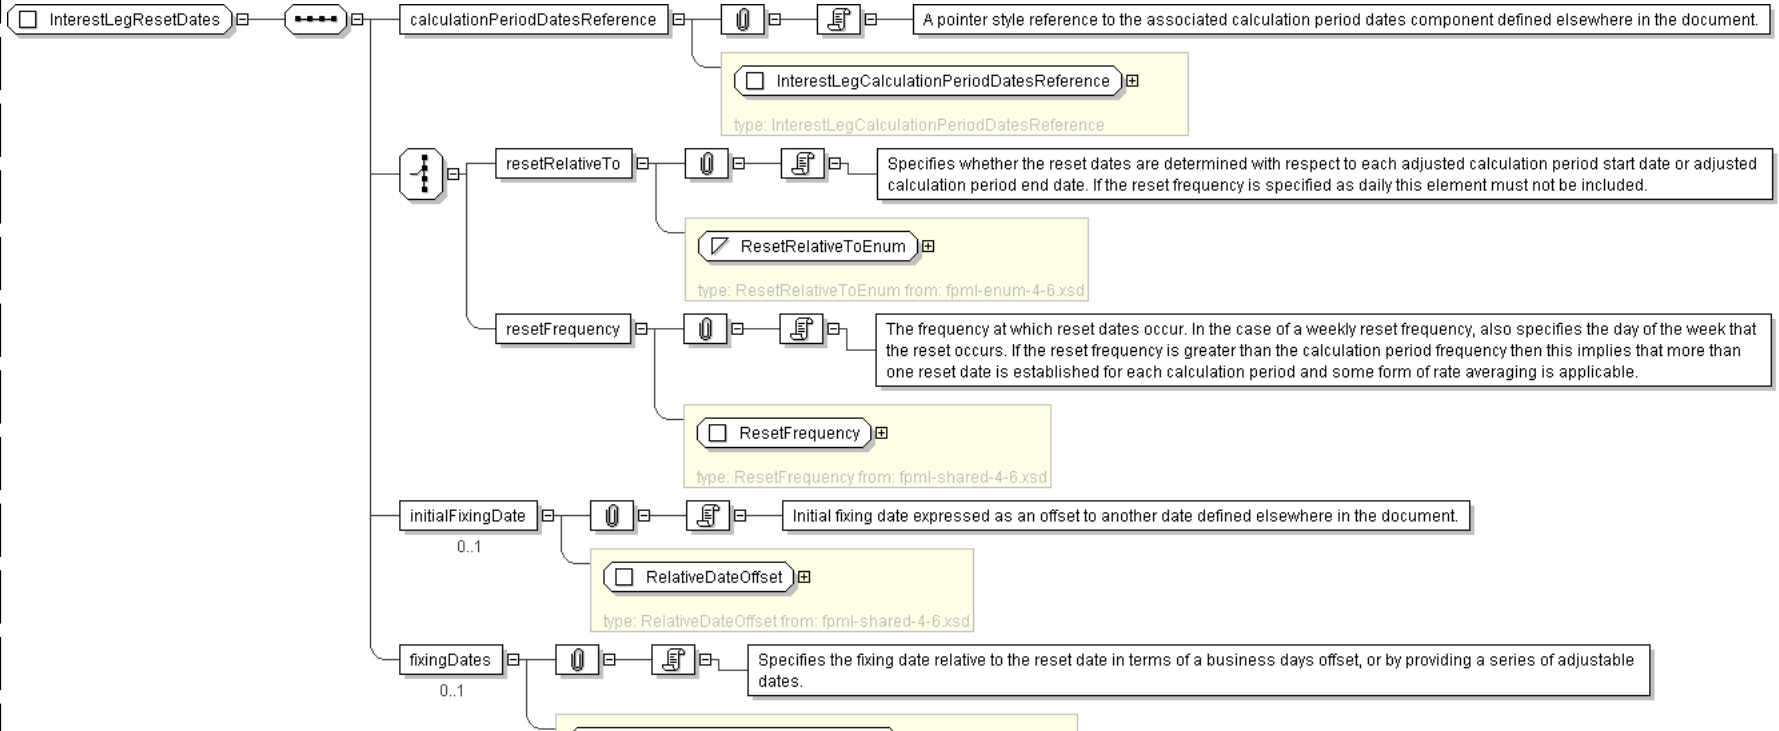 InterestLegResetDates
calculationPeriodDatesReference
A pointer style reference to the associated calculation period dates component defined elsewhere in the document.
InterestLegCalculationPeriodDatesReference
type: InterestLegCalculationPeriodDatesReference
resetRelativeTo
Specifies whether the reset dates are determined with respect to each adjusted calculation period start date or adjusted
calculation period end date. If the reset frequency is specified as daily this element must not be included.
ResetRelativeToEnum
type: ResetRelativeToEnum from: fpml-enum-4-6.xsd
resetFrequency
The frequency at which reset dates occur. In the case of a weekly reset frequency, also specifies the day of the week that
the reset occurs. If the reset frequency is greater than the calculation period frequency then this implies that more than
one reset date is established for each calculation period and some form of rate averaging is applicable.
ResetFrequency
type: ResetFrequency from: fpml-shared-4-6.xsd
initialFixingDate
Initial fixing date expressed as an offset to another date defined elsewhere in the document.
0..1
RelativeDateOffset
type: RelativeDateOffset from: fpml-shared-4-6.xsd
fixingDates
Specifies the fixing date relative to the reset date in terms of a business days offset, or by providing a series of adjustable
dates.
0..1